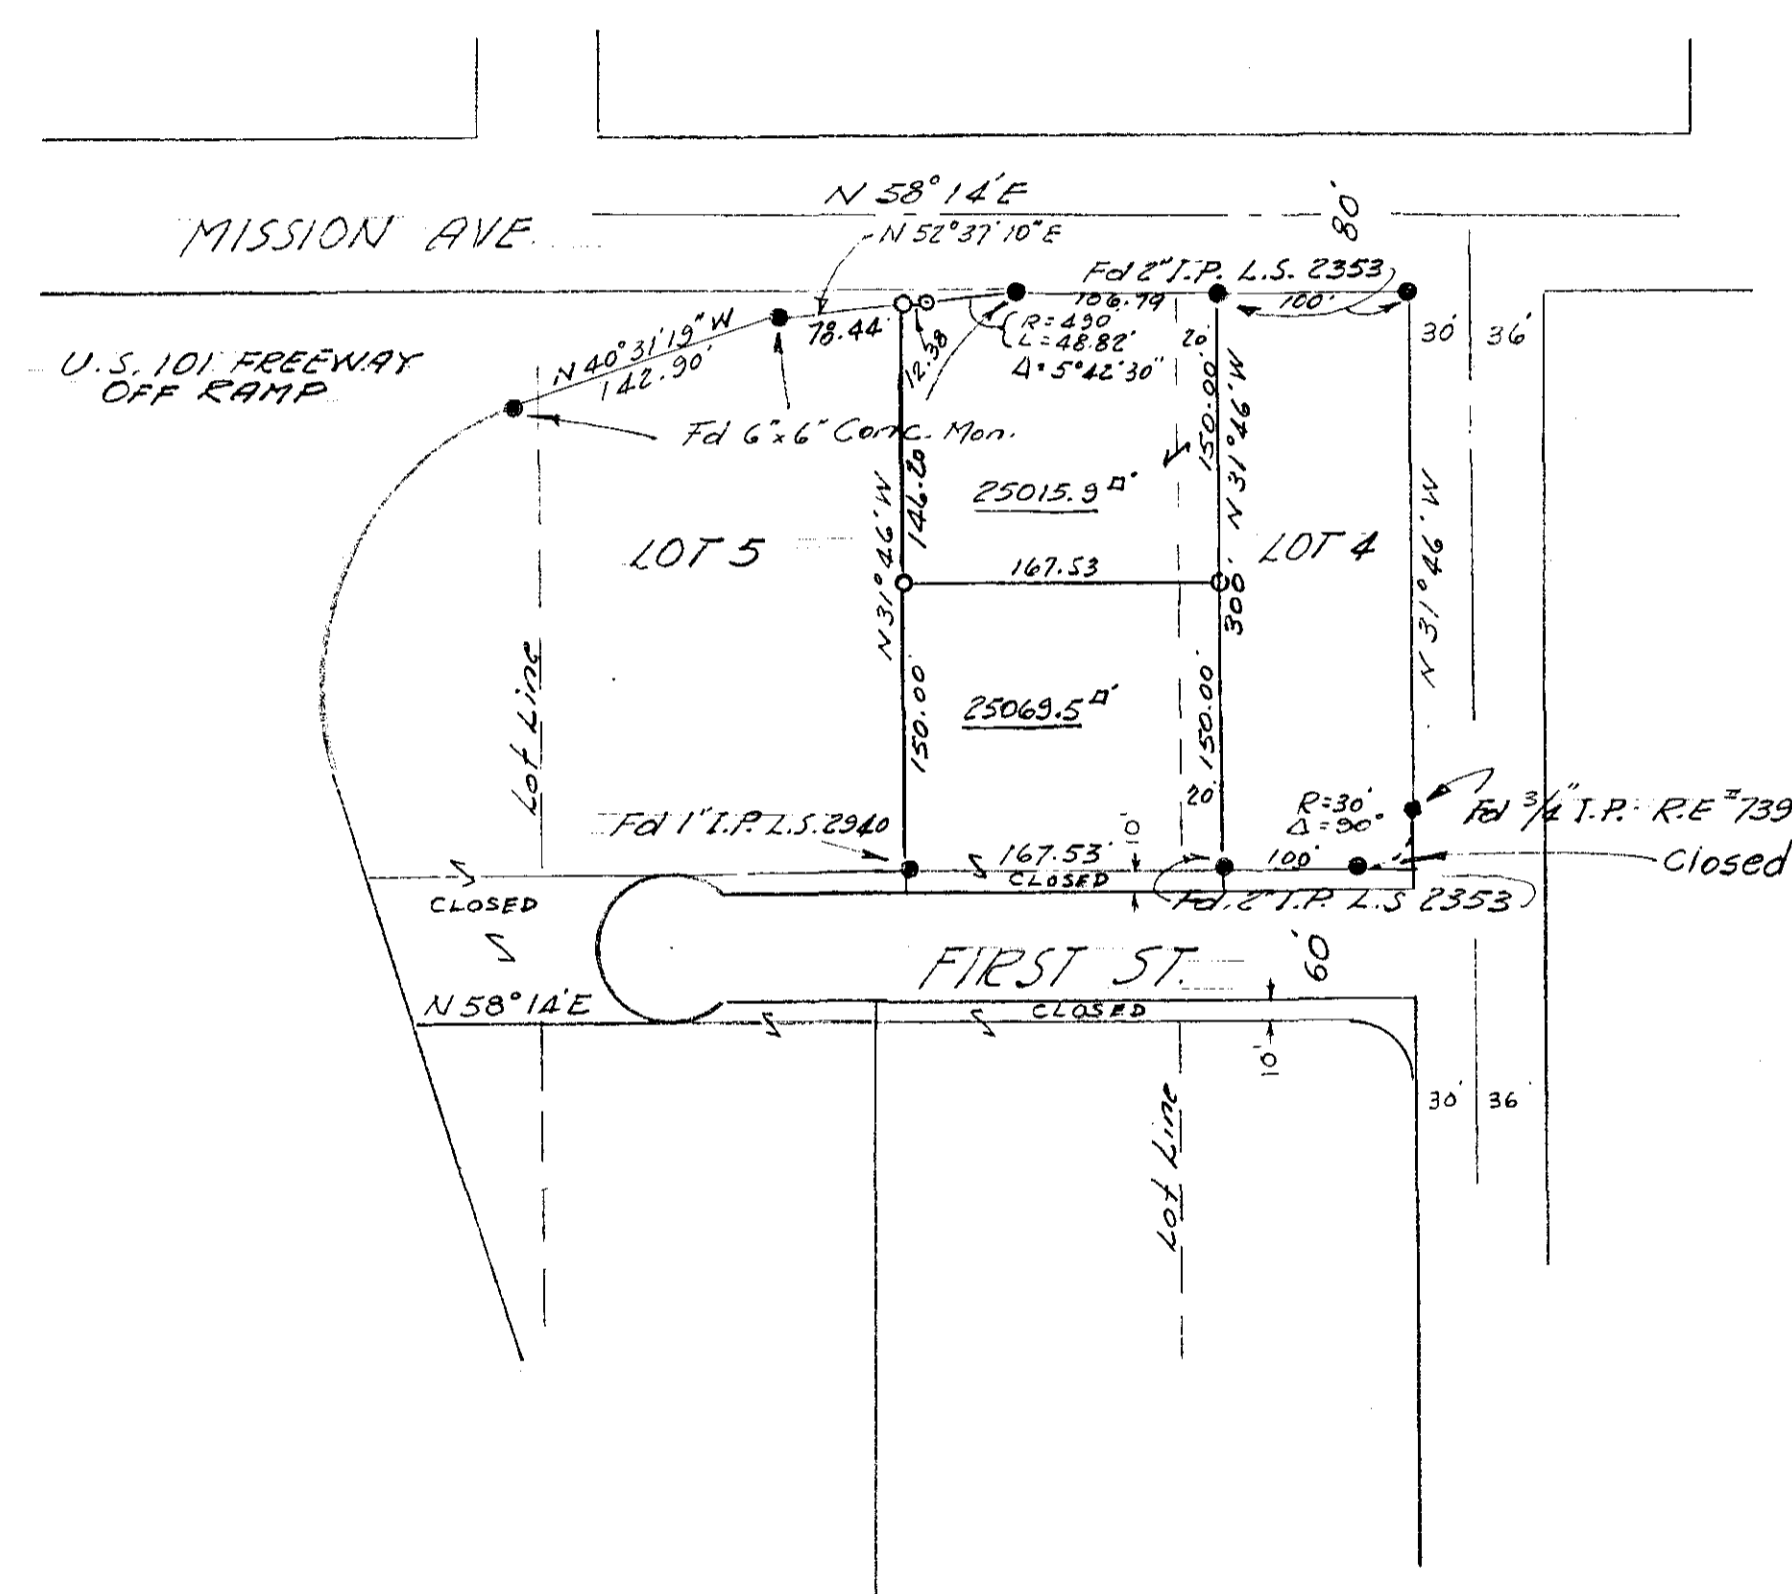 N 58°14'E
80'
MISSION AVE.
N 52°37'10"E
Fd 2" I.P. L.S. 2353
106.79
100'
R=490'
L=48.82'
Δ=5°42'30"
20'
30' 36'
N 40°31'19" W
142.90'
78.44'
12.38
U.S. 101 FREEWAY
OFF RAMP
Fd 6"x6" Conc. Mon.
150.00'
N 31°46' W
146.20
N 31°46' W
25015.9 □'
LOT 5
LOT 4
167.53
300'
N 31°46' W
Lot Line
150.00'
25069.5 □'
150.00'
20'
R=30'
Δ=90°
Fd 3/4" I.P. R.E #739
Fd 1" I.P. L.S. 2940
10'
167.53'
100'
Closed
CLOSED
CLOSED
Fd. 2" I.P. L.S 2353
FIRST ST.
60'
N 58°14'E
CLOSED
10'
Lot Line
30' 36'